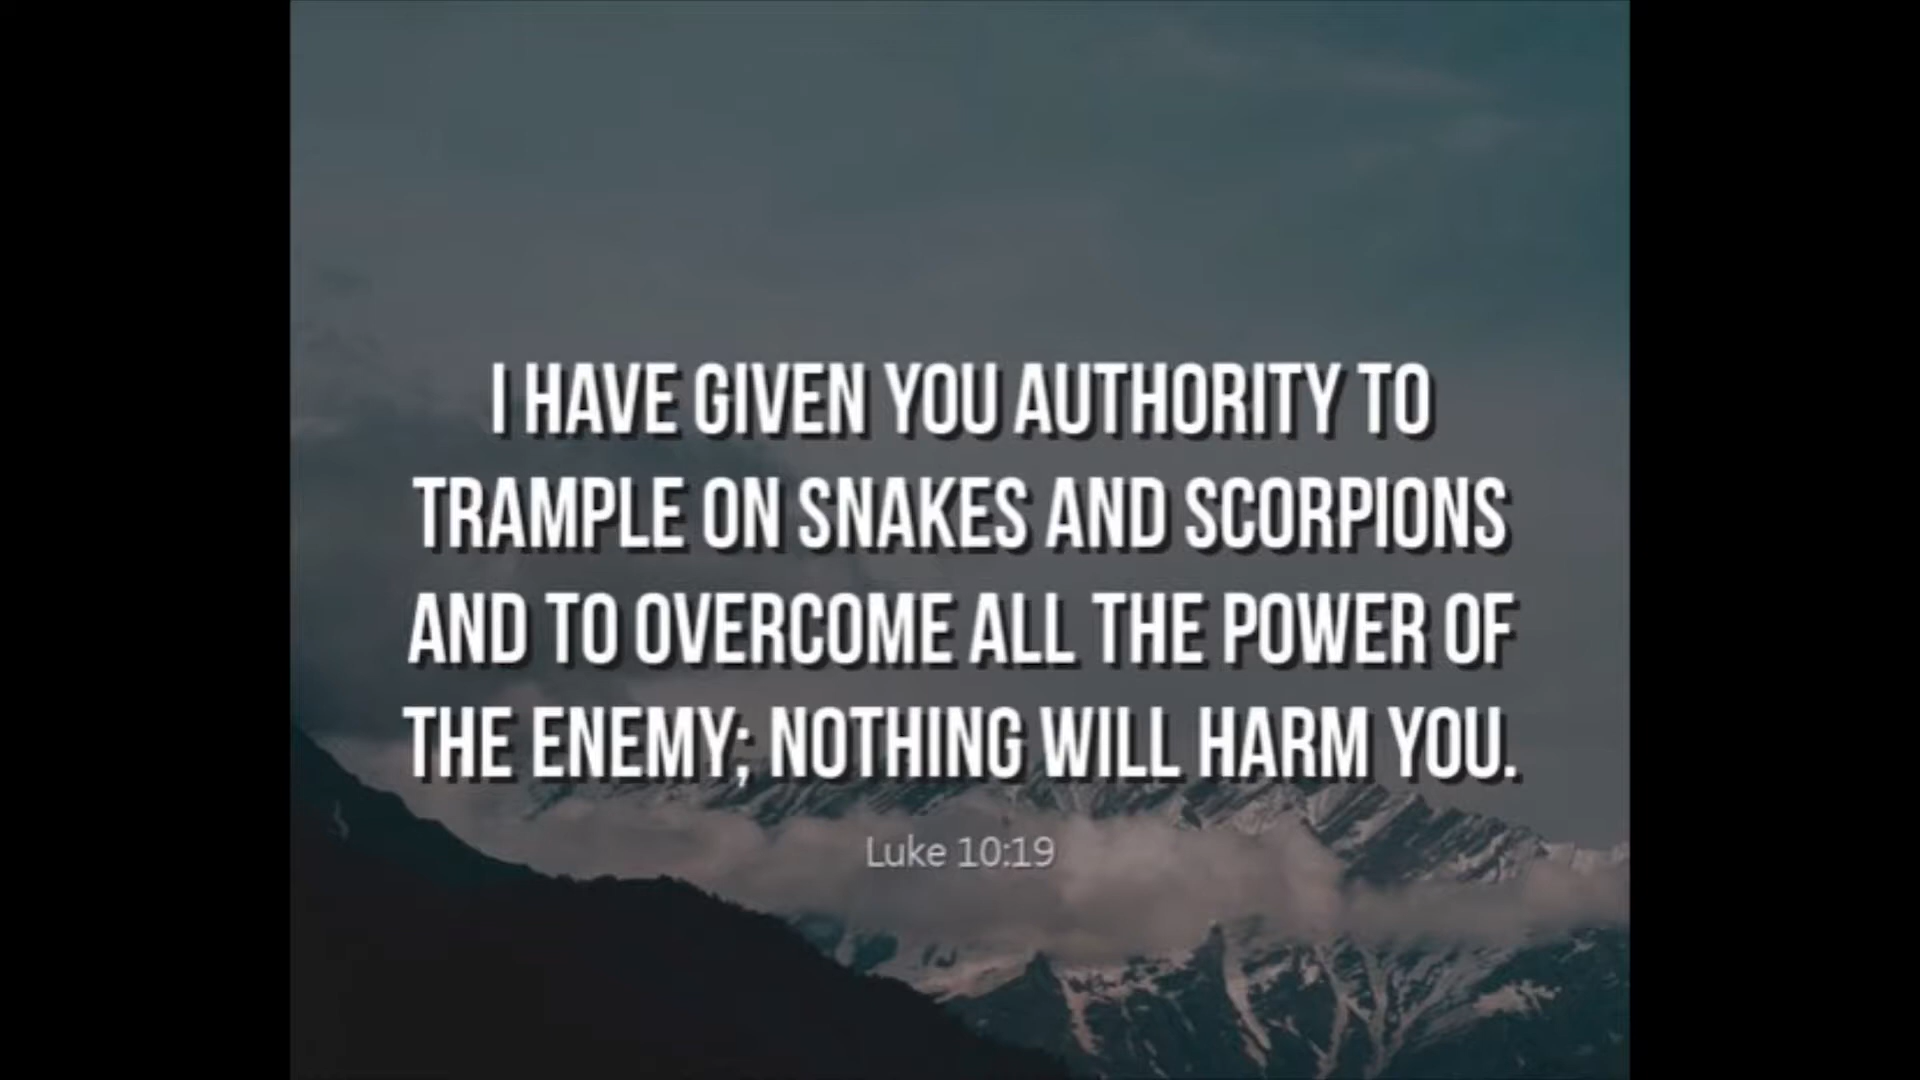 I HAVE GIVEN YOU AUTHORITY TO
TRAMPLE ON SNAKES AND SCORPIONS
AND TO OVERCOME ALL THE POWER OF
THE ENEMY; NOTHING WILL HARM YOU.
Luke 10:19